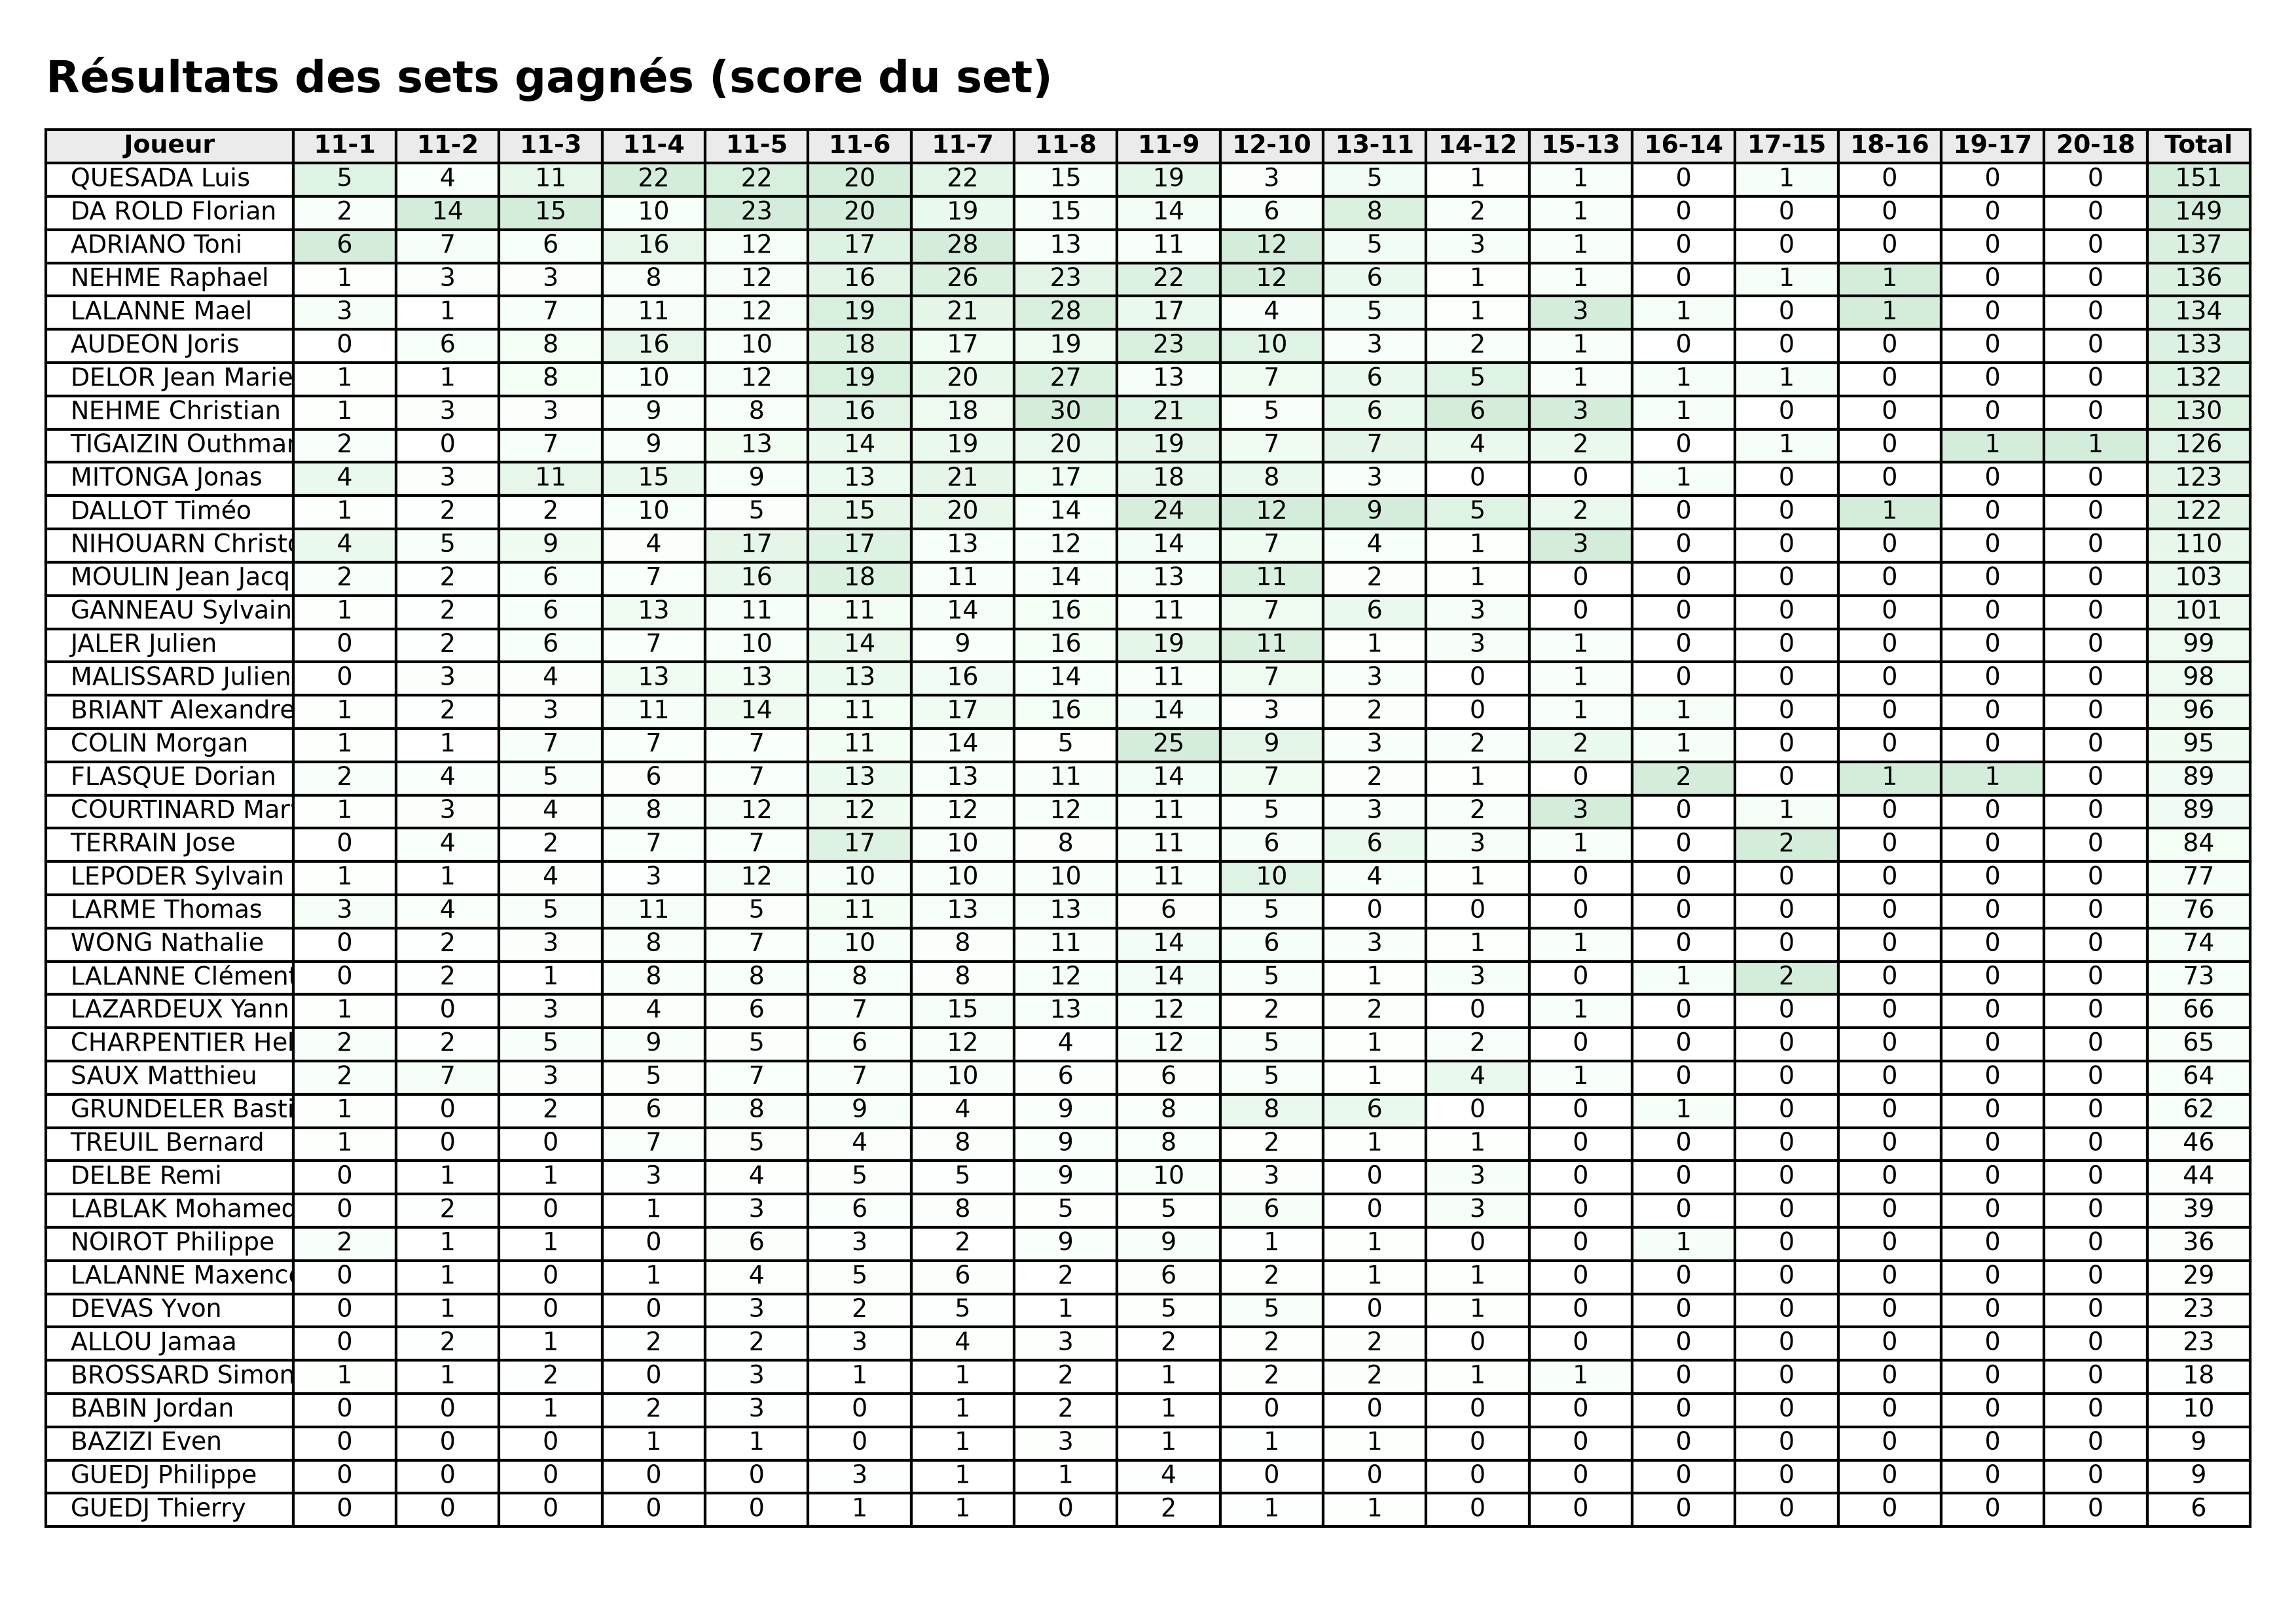 Résultats des sets gagnés (score du set)
Joueur 11-1 11-2 11-3 11-4 11-5 11-6 11-7 11-8 11-9 12-10 13-11 14-12 15-13 16-14 17-15 18-16 19-17 20-18 Total
QUESADA Luis 5 4 11 22 22 20 22 15 19 3 5 1 1 0 1 0 0 0 151
DA ROLD Florian 2 14 15 10 23 20 19 15 14 6 8 2 1 0 0 0 0 0 149
ADRIANO Toni 6 7 6 16 12 17 28 13 11 12 5 3 1 0 0 0 0 0 137
NEHME Raphael 1 3 3 8 12 16 26 23 22 12 6 1 1 0 1 1 0 0 136
LALANNE Mael 3 1 7 11 12 19 21 28 17 4 5 1 3 1 0 1 0 0 134
AUDEON Joris 0 6 8 16 10 18 17 19 23 10 3 2 1 0 0 0 0 0 133
DELOR Jean Marie 1 1 8 10 12 19 20 27 13 7 6 5 1 1 1 0 0 0 132
NEHME Christian 1 3 3 9 8 16 18 30 21 5 6 6 3 1 0 0 0 0 130
TIGAIZIN Outhmar 2 0 7 9 13 14 19 20 19 7 7 4 2 0 1 0 1 1 126
MITONGA Jonas 4 3 11 15 9 13 21 17 18 8 3 0 0 1 0 0 0 0 123
DALLOT Timéo 1 2 2 10 5 15 20 14 24 12 9 5 2 0 0 1 0 0 122
NIHOUARN Christo 4 5 9 4 17 17 13 12 14 7 4 1 3 0 0 0 0 0 110
MOULIN Jean Jacq 2 2 6 7 16 18 11 14 13 11 2 1 0 0 0 0 0 0 103
GANNEAU Sylvain 1 2 6 13 11 11 14 16 11 7 6 3 0 0 0 0 0 0 101
JALER Julien 0 2 6 7 10 14 9 16 19 11 1 3 1 0 0 0 0 0 99
MALISSARD Julien 0 3 4 13 13 13 16 14 11 7 3 0 1 0 0 0 0 0 98
BRIANT Alexandre 1 2 3 11 14 11 17 16 14 3 2 0 1 1 0 0 0 0 96
COLIN Morgan 1 1 7 7 7 11 14 5 25 9 3 2 2 1 0 0 0 0 95
FLASQUE Dorian 2 4 5 6 7 13 13 11 14 7 2 1 0 2 0 1 1 0 89
COURTINARD Mar 1 3 4 8 12 12 12 12 11 5 3 2 3 0 1 0 0 0 89
TERRAIN Jose 0 4 2 7 7 17 10 8 11 6 6 3 1 0 2 0 0 0 84
LEPODER Sylvain 1 1 4 3 12 10 10 10 11 10 4 1 0 0 0 0 0 0 77
LARME Thomas 3 4 5 11 5 11 13 13 6 5 0 0 0 0 0 0 0 0 76
WONG Nathalie 0 2 3 8 7 10 8 11 14 6 3 1 1 0 0 0 0 0 74
LALANNE Clément 0 2 1 8 8 8 8 12 14 5 1 3 0 1 2 0 0 0 73
LAZARDEUX Yann 1 0 3 4 6 7 15 13 12 2 2 0 1 0 0 0 0 0 66
CHARPENTIER Hel 2 2 5 9 5 6 12 4 12 5 1 2 0 0 0 0 0 0 65
SAUX Matthieu 2 7 3 5 7 7 10 6 6 5 1 4 1 0 0 0 0 0 64
GRUNDELER Basti 1 0 2 6 8 9 4 9 8 8 6 0 0 1 0 0 0 0 62
TREUIL Bernard 1 0 0 7 5 4 8 9 8 2 1 1 0 0 0 0 0 0 46
DELBE Remi 0 1 1 3 4 5 5 9 10 3 0 3 0 0 0 0 0 0 44
LABLAK Mohamed 0 2 0 1 3 6 8 5 5 6 0 3 0 0 0 0 0 0 39
NOIROT Philippe 2 1 1 0 6 3 2 9 9 1 1 0 0 1 0 0 0 0 36
LALANNE Maxence 0 1 0 1 4 5 6 2 6 2 1 1 0 0 0 0 0 0 29
DEVAS Yvon 0 1 0 0 3 2 5 1 5 5 0 1 0 0 0 0 0 0 23
ALLOU Jamaa 0 2 1 2 2 3 4 3 2 2 2 0 0 0 0 0 0 0 23
BROSSARD Simon 1 1 2 0 3 1 1 2 1 2 2 1 1 0 0 0 0 0 18
BABIN Jordan 0 0 1 2 3 0 1 2 1 0 0 0 0 0 0 0 0 0 10
BAZIZI Even 0 0 0 1 1 0 1 3 1 1 1 0 0 0 0 0 0 0 9
GUEDJ Philippe 0 0 0 0 0 3 1 1 4 0 0 0 0 0 0 0 0 0 9
GUEDJ Thierry 0 0 0 0 0 1 1 0 2 1 1 0 0 0 0 0 0 0 6